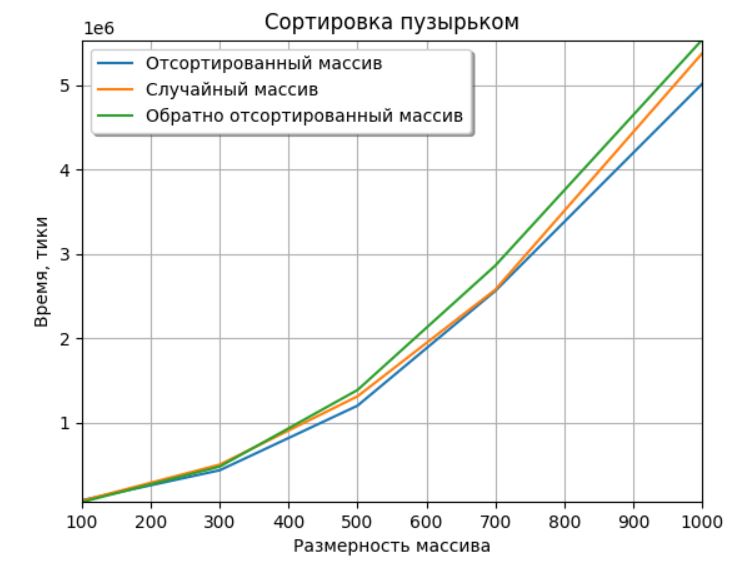 Сортировка пузырьком
1e6
Отсортированный массив
Случайный массив
Обратно отсортированный массив
5
4
3
2
1
Время, тики
100 200 300 400 500 600 700 800 900 1000
Размерность массива